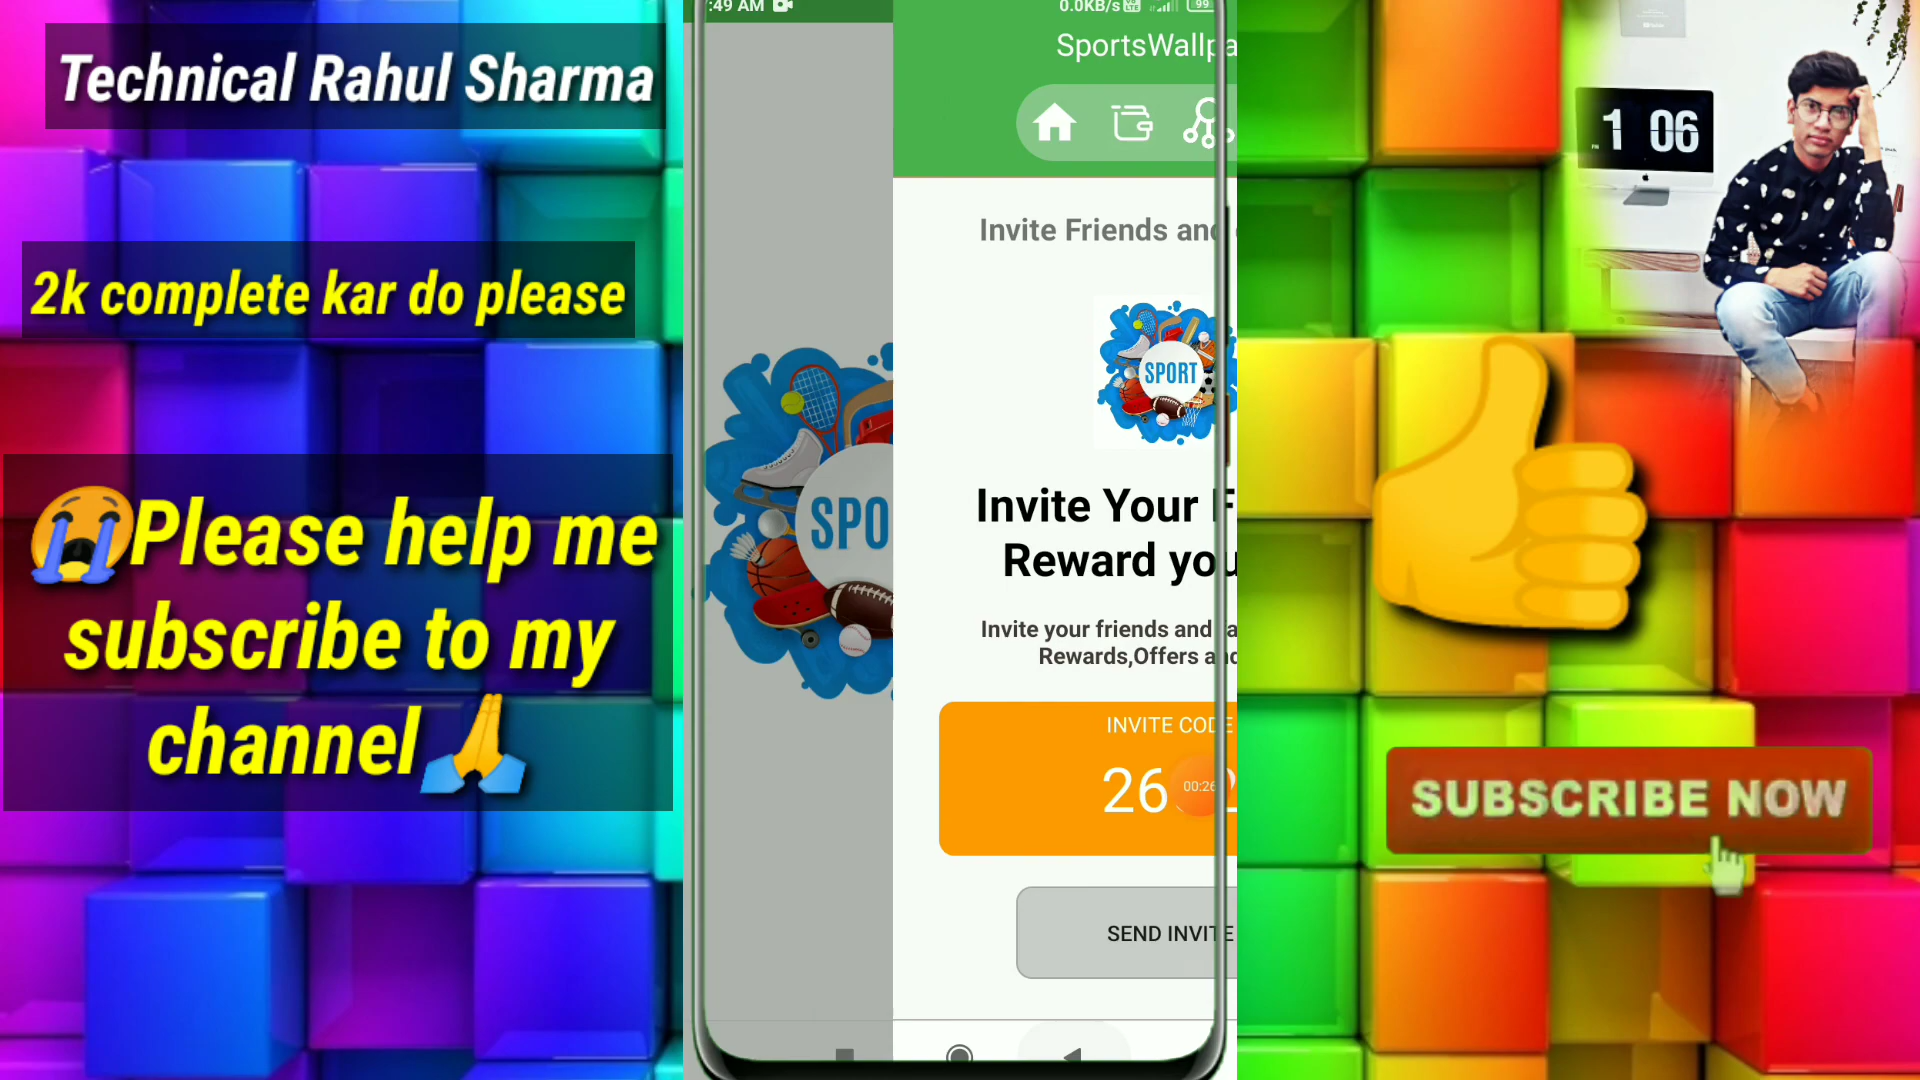 Technical Rahul Sharma
2k complete kar do please
😭Please help me
subscribe to my
channel🙏
:49 AM
0.0KB/s
99
SportsWallpa
Invite Friends and
SPO
SPORT
Invite Your F
Reward you
Invite your friends and
Rewards,Offers and
INVITE CODE
26
00:26
SEND INVITE
1 06
SUBSCRIBE NOW